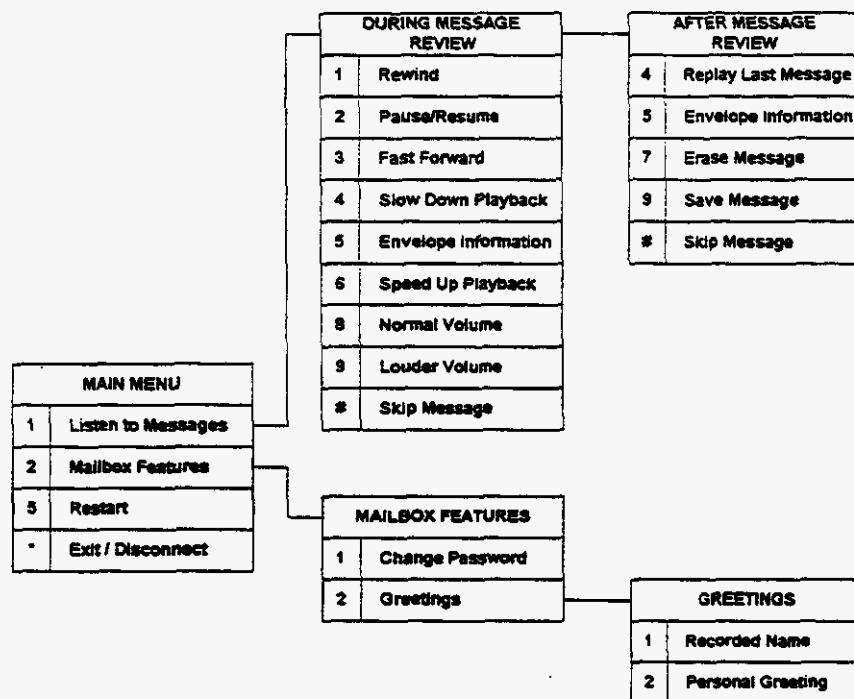 DURING MESSAGE
REVIEW
1 Rewind
2 Pause/Resume
3 Fast Forward
4 Slow Down Playback
5 Envelope Information
6 Speed Up Playback
8 Normal Volume
9 Louder Volume
# Skip Message
AFTER MESSAGE
REVIEW
4 Replay Last Message
5 Envelope Information
7 Erase Message
9 Save Message
# Skip Message
MAIN MENU
1 Listen to Messages
2 Mailbox Features
5 Restart
* Exit / Disconnect
MAILBOX FEATURES
1 Change Password
2 Greetings
GREETINGS
1 Recorded Name
2 Personal Greeting